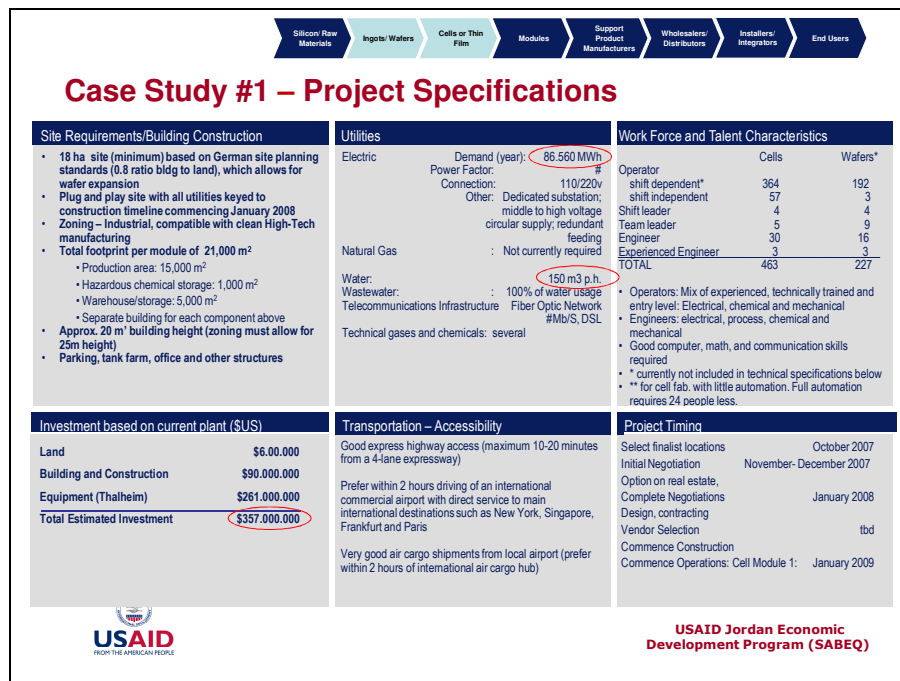 Silicon/ Raw
Materials
Ingots/ Wafers
Cells or Thin
Film
Modules
Support
Product
Manufacturers
Wholesalers/
Distributors
Installers/
Integrators
End Users
Case Study #1 – Project Specifications
Site Requirements/Building Construction
• 18 ha site (minimum) based on German site planning
standards (0.8 ratio bldg to land), which allows for
wafer expansion
• Plug and play site with all utilities keyed to
construction timeline commencing January 2008
• Zoning – Industrial, compatible with clean High-Tech
manufacturing
• Total footprint per module of 21,000 m²
• Production area: 15,000 m²
• Hazardous chemical storage: 1,000 m²
• Warehouse/storage: 5,000 m²
• Separate building for each component above
• Approx. 20 m' building height (zoning must allow for
25m height)
• Parking, tank farm, office and other structures
Utilities
Electric Demand (year): 86.560 MWh
Power Factor: #
Connection: 110/220v
Other: Dedicated substation;
middle to high voltage
circular supply; redundant
feeding
Natural Gas : Not currently required
Water: 150 m3 p.h.
Wastewater: : 100% of water usage
Telecommunications Infrastructure Fiber Optic Network
#Mb/S, DSL
Technical gases and chemicals: several
Work Force and Talent Characteristics
Cells Wafers*
Operator
shift dependent* 364 192
shift independent 57 3
Shift leader 4 4
Team leader 5 9
Engineer 30 16
Experienced Engineer 3 3
TOTAL 463 227
• Operators: Mix of experienced, technically trained and
entry level: Electrical, chemical and mechanical
• Engineers: electrical, process, chemical and
mechanical
• Good computer, math, and communication skills
required
• * currently not included in technical specifications below
• ** for cell fab. with little automation. Full automation
requires 24 people less.
Investment based on current plant ($US)
Land $6.00.000
Building and Construction $90.000.000
Equipment (Thalheim) $261.000.000
Total Estimated Investment $357.000.000
Transportation – Accessibility
Good express highway access (maximum 10-20 minutes
from a 4-lane expressway)
Prefer within 2 hours driving of an international
commercial airport with direct service to main
international destinations such as New York, Singapore,
Frankfurt and Paris
Very good air cargo shipments from local airport (prefer
within 2 hours of international air cargo hub)
Project Timing
Select finalist locations October 2007
Initial Negotiation November- December 2007
Option on real estate,
Complete Negotiations January 2008
Design, contracting
Vendor Selection tbd
Commence Construction
Commence Operations: Cell Module 1: January 2009
USAID
FROM THE AMERICAN PEOPLE
USAID Jordan Economic
Development Program (SABEQ)